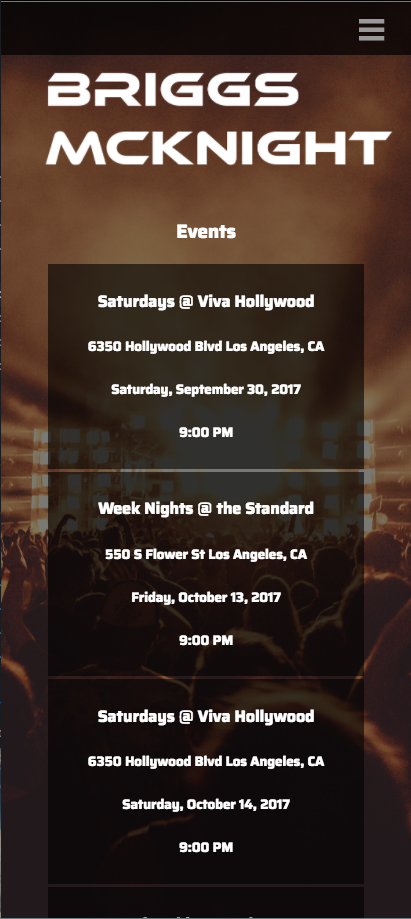 BRIGGS
MCKNIGHT
Events
Saturdays @ Viva Hollywood
6350 Hollywood Blvd Los Angeles, CA
Saturday, September 30, 2017
9:00 PM
Week Nights @ the Standard
550 S Flower St Los Angeles, CA
Friday, October 13, 2017
9:00 PM
Saturdays @ Viva Hollywood
6350 Hollywood Blvd Los Angeles, CA
Saturday, October 14, 2017
9:00 PM